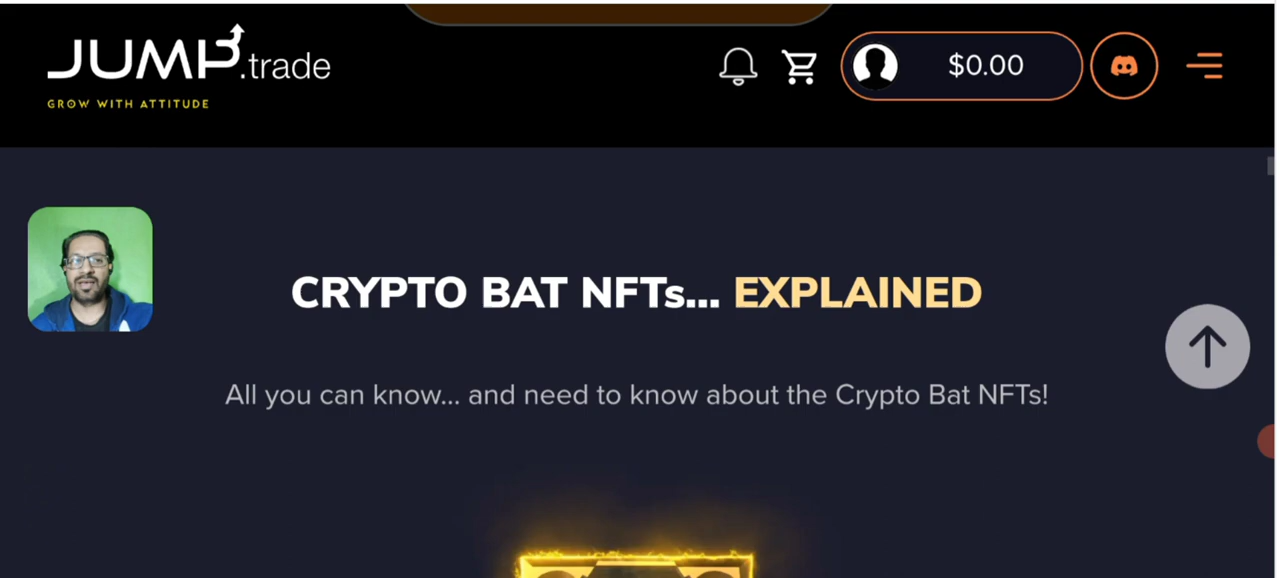 JUMP.trade
GROW WITH ATTITUDE
$0.00
CRYPTO BAT NFTs... EXPLAINED
All you can know... and need to know about the Crypto Bat NFTs!